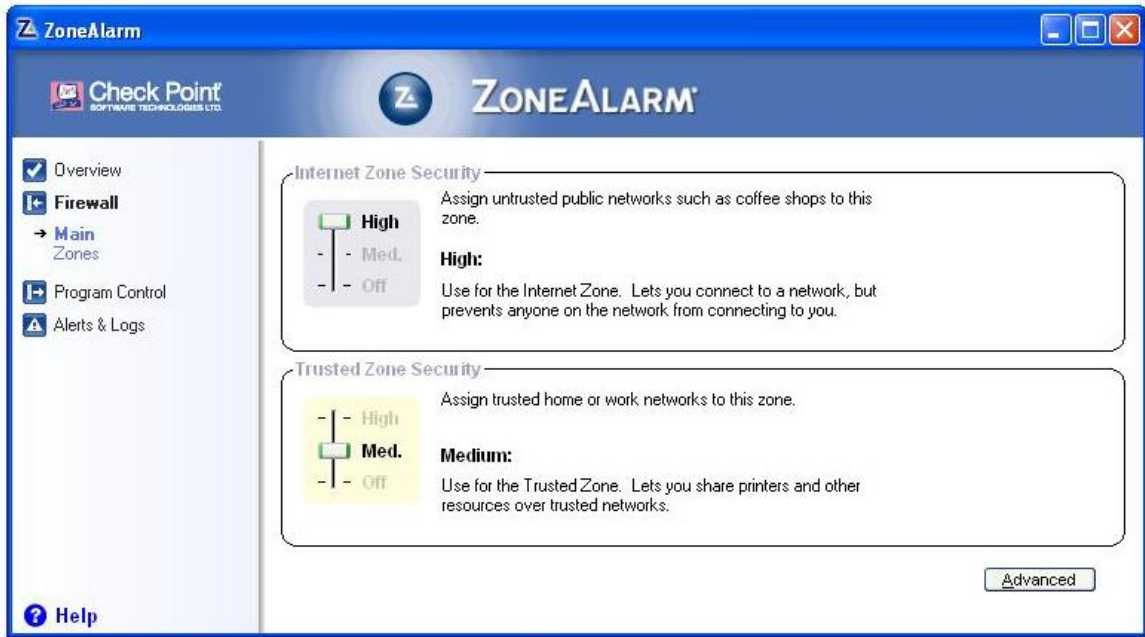 ZoneAlarm
Check Point
SOFTWARE TECHNOLOGIES LTD.
ZONEALARM
Overview
Firewall
Main
Zones
Program Control
Alerts & Logs
Help
Internet Zone Security
High
Med.
Off
Assign untrusted public networks such as coffee shops to this
zone.
High:
Use for the Internet Zone. Lets you connect to a network, but
prevents anyone on the network from connecting to you.
Trusted Zone Security
High
Med.
Off
Assign trusted home or work networks to this zone.
Medium:
Use for the Trusted Zone. Lets you share printers and other
resources over trusted networks.
Advanced